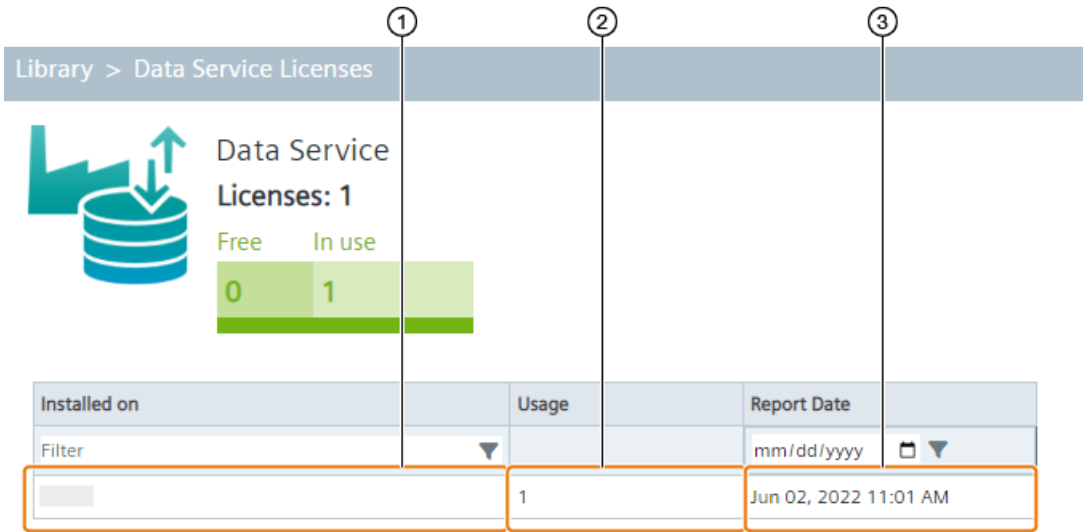 ① ② ③
Library > Data Service Licenses
Data Service
Licenses: 1
Free In use
0 1
Installed on Usage Report Date
Filter mm/dd/yyyy
1 Jun 02, 2022 11:01 AM